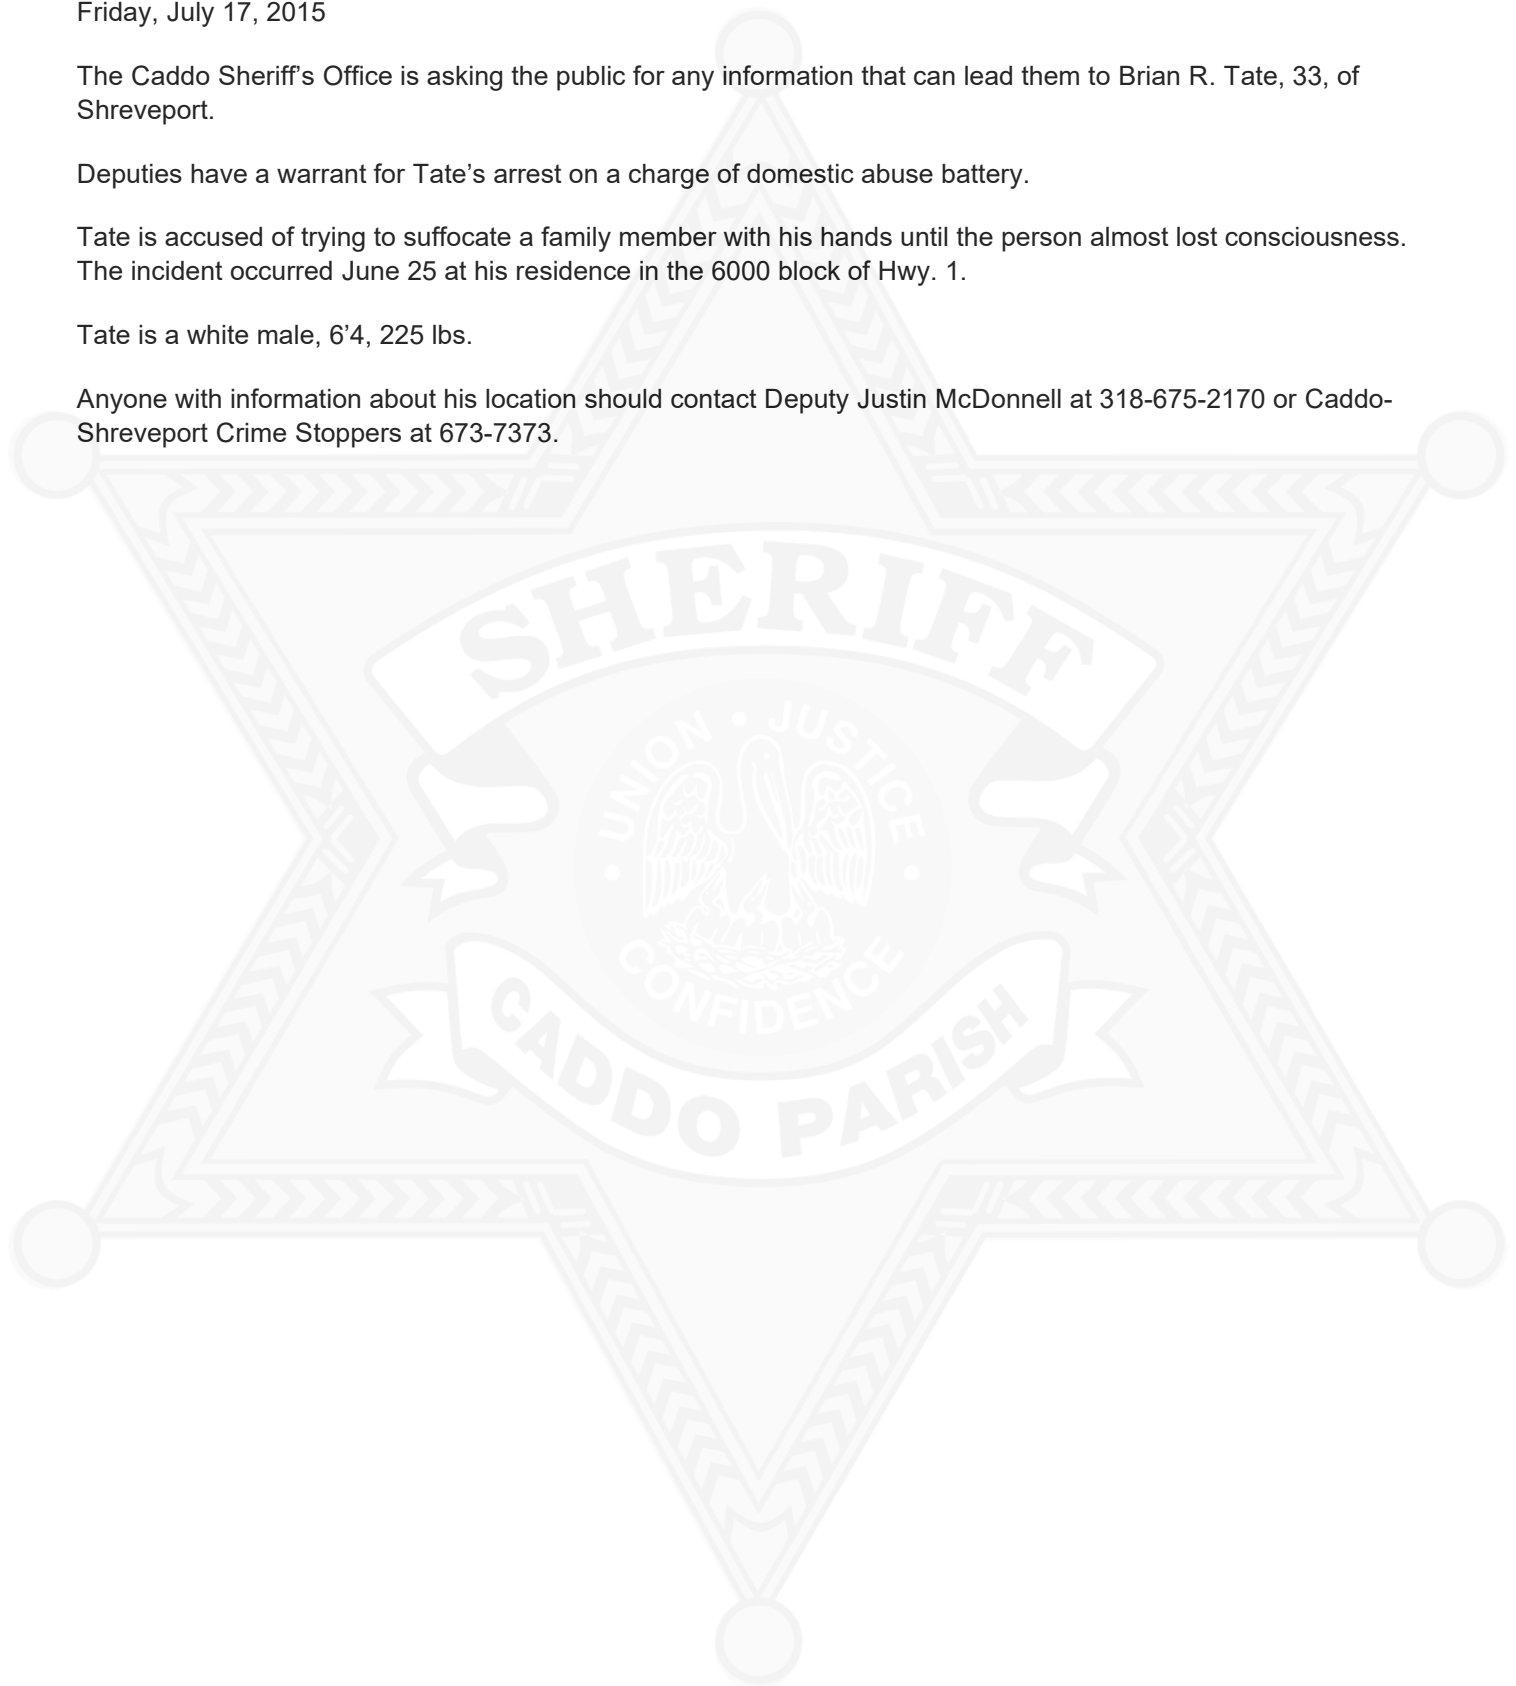 Friday, July 17, 2015
The Caddo Sheriff’s Office is asking the public for any information that can lead them to Brian R. Tate, 33, of
Shreveport.
Deputies have a warrant for Tate’s arrest on a charge of domestic abuse battery.
Tate is accused of trying to suffocate a family member with his hands until the person almost lost consciousness.
The incident occurred June 25 at his residence in the 6000 block of Hwy. 1.
Tate is a white male, 6’4, 225 lbs.
Anyone with information about his location should contact Deputy Justin McDonnell at 318-675-2170 or Caddo-
Shreveport Crime Stoppers at 673-7373.
SHERIFF
UNION • JUSTICE
• CONFIDENCE •
CADDO PARISH